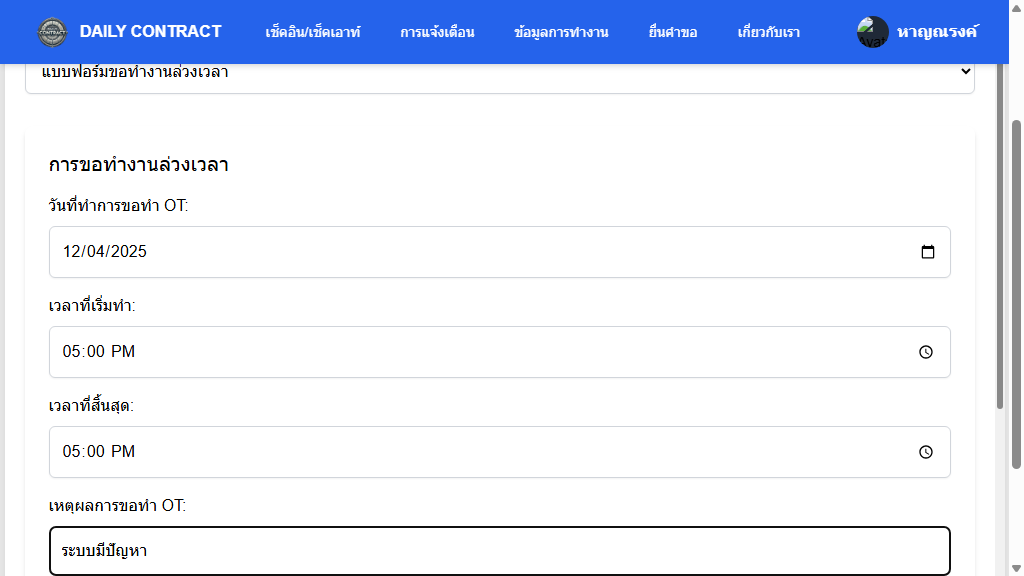 DAILY CONTRACT เช็คอิน/เช็คเอาท์ การแจ้งเตือน ข้อมูลการทำงาน ยื่นคำขอ เกี่ยวกับเรา หาญณรงค์
แบบฟอร์มขอทำงานล่วงเวลา
การขอทำงานล่วงเวลา
วันที่ทำการขอทำ OT:
12/04/2025
เวลาที่เริ่มทำ:
05:00 PM
เวลาที่สิ้นสุด:
05:00 PM
เหตุผลการขอทำ OT:
ระบบมีปัญหา